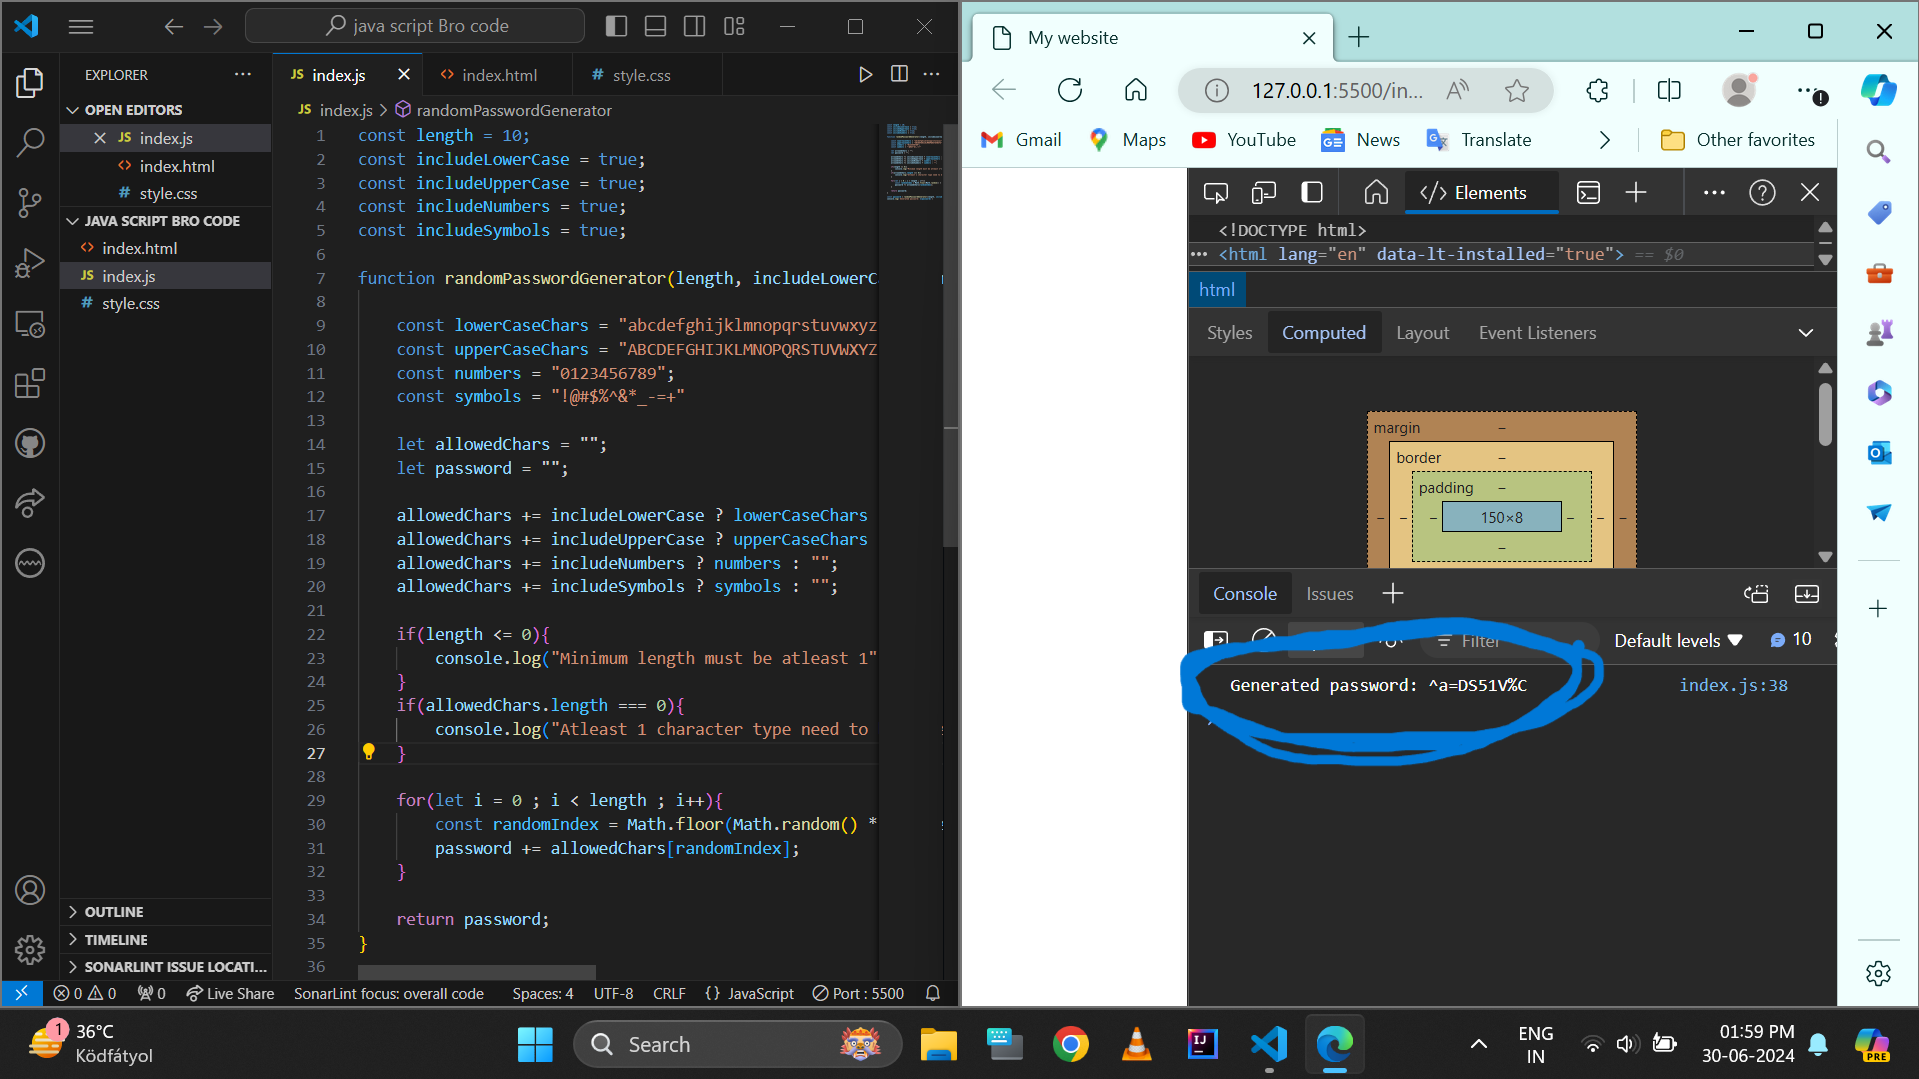 java script Bro code
EXPLORER
OPEN EDITORS
JS index.js
index.html
# style.css
JAVA SCRIPT BRO CODE
index.html
JS index.js
# style.css
OUTLINE
TIMELINE
SONARLINT ISSUE LOCATI...
JS index.js
index.html
# style.css
JS index.js > randomPasswordGenerator
1 const length = 10;
2 const includeLowerCase = true;
3 const includeUpperCase = true;
4 const includeNumbers = true;
5 const includeSymbols = true;
6
7 function randomPasswordGenerator(length, includeLowerC
8
9 const lowerCaseChars = "abcdefghijklmnopqrstuvwxyz
10 const upperCaseChars = "ABCDEFGHIJKLMNOPQRSTUVWXYZ
11 const numbers = "0123456789";
12 const symbols = "!@#$%^&*_-=+"
13
14 let allowedChars = "";
15 let password = "";
16
17 allowedChars += includeLowerCase ? lowerCaseChars
18 allowedChars += includeUpperCase ? upperCaseChars
19 allowedChars += includeNumbers ? numbers : "";
20 allowedChars += includeSymbols ? symbols : "";
21
22 if(length <= 0){
23 console.log("Minimum length must be atleast 1"
24 }
25 if(allowedChars.length === 0){
26 console.log("Atleast 1 character type need to
27 }
28
29 for(let i = 0 ; i < length ; i++){
30 const randomIndex = Math.floor(Math.random() *
31 password += allowedChars[randomIndex];
32 }
33
34 return password;
35 }
36
0 0 0 Live Share SonarLint focus: overall code Spaces: 4 UTF-8 CRLF {} JavaScript Port : 5500
My website
127.0.0.1:5500/in...
Gmail Maps YouTube News Translate Other favorites
</> Elements
<!DOCTYPE html>
... <html lang="en" data-lt-installed="true"> == $0
html
Styles Computed Layout Event Listeners
margin –
border –
padding –
– – – 150×8 – – –
–
Console Issues
Filter Default levels 10
Generated password: ^a=DS51V%C index.js:38
1 36°C
Ködfátyol
Search
ENG
IN
01:59 PM
30-06-2024
PRE